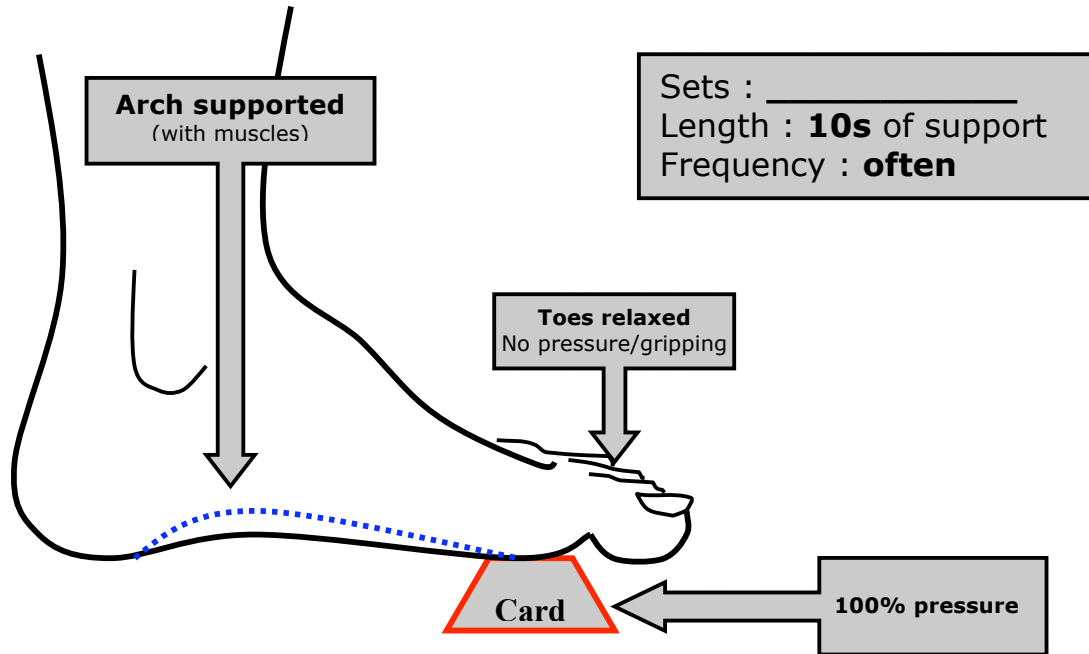 Arch supported
(with muscles)
Sets : _____________
Length : 10s of support
Frequency : often
Toes relaxed
No pressure/gripping
Card
100% pressure